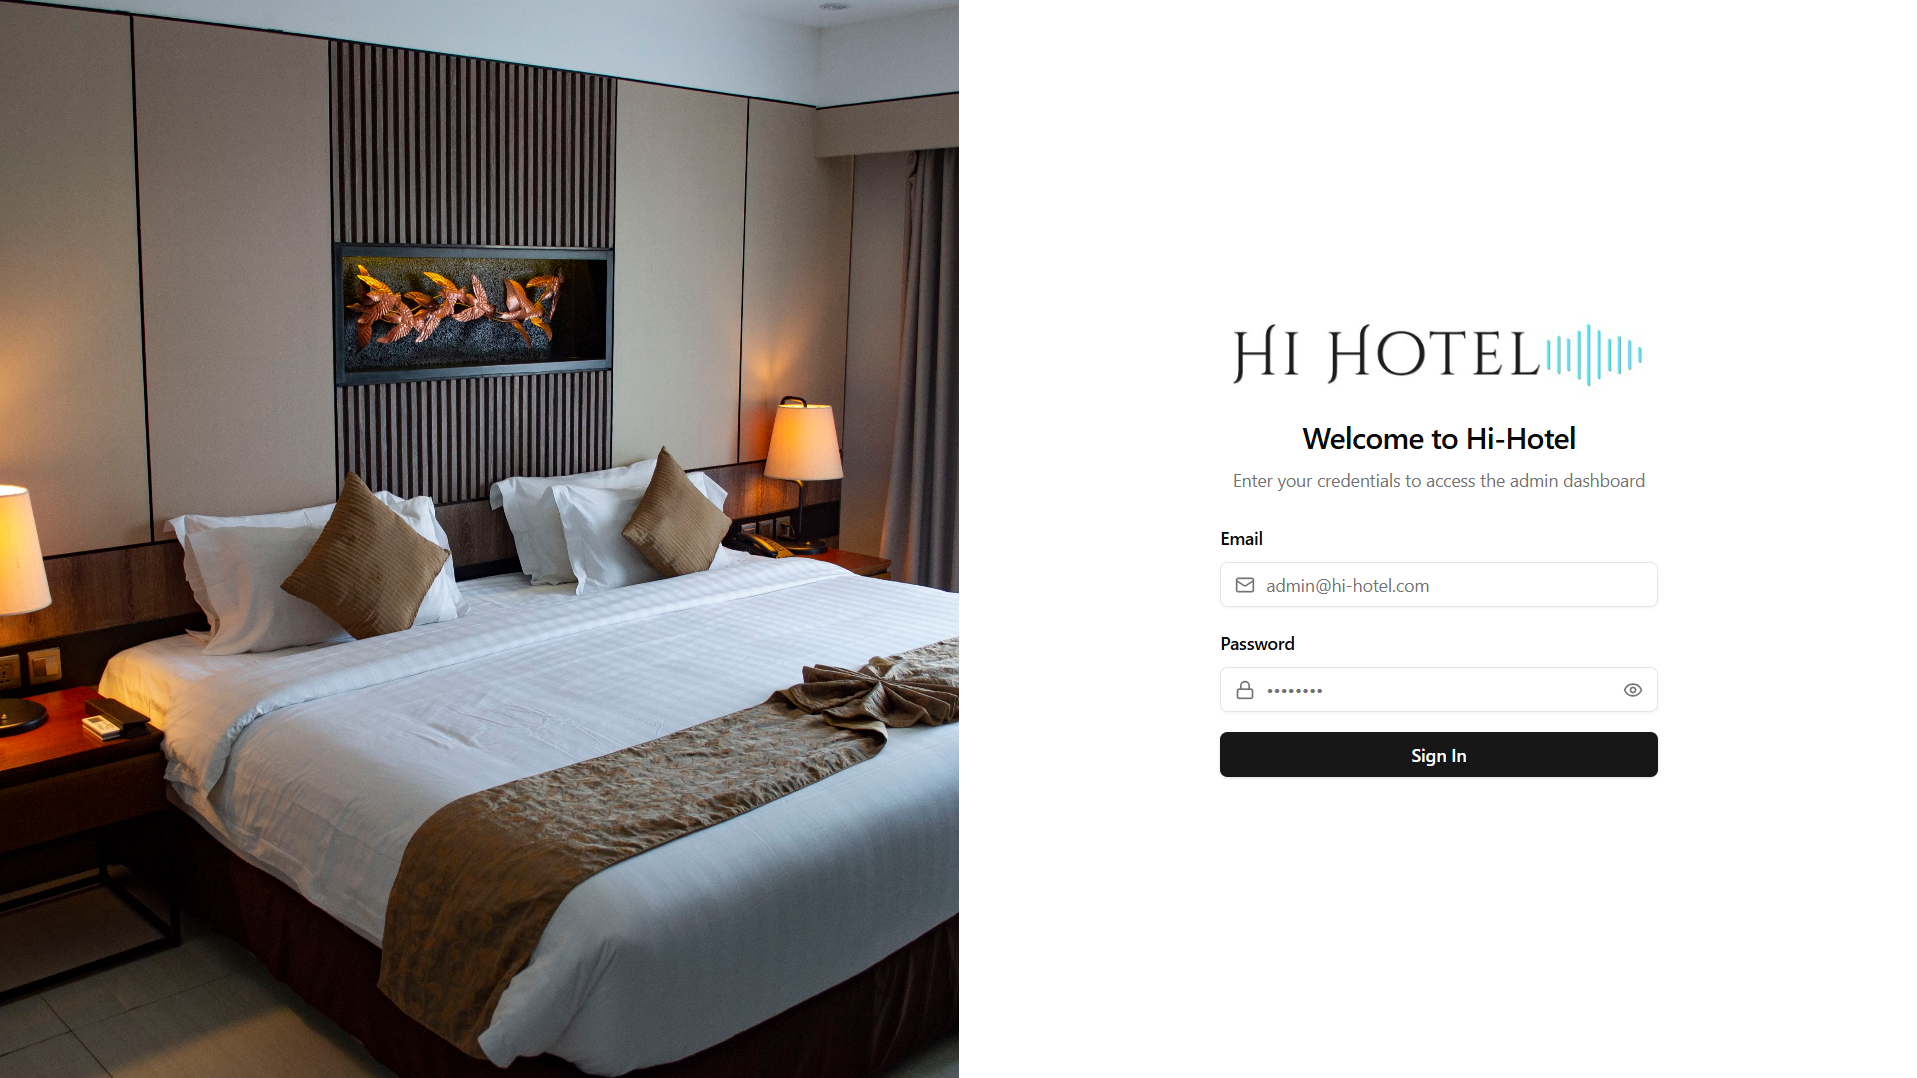 HI HOTEL
Welcome to Hi-Hotel
Enter your credentials to access the admin dashboard
Email
admin@hi-hotel.com
Password
••••••••
Sign In